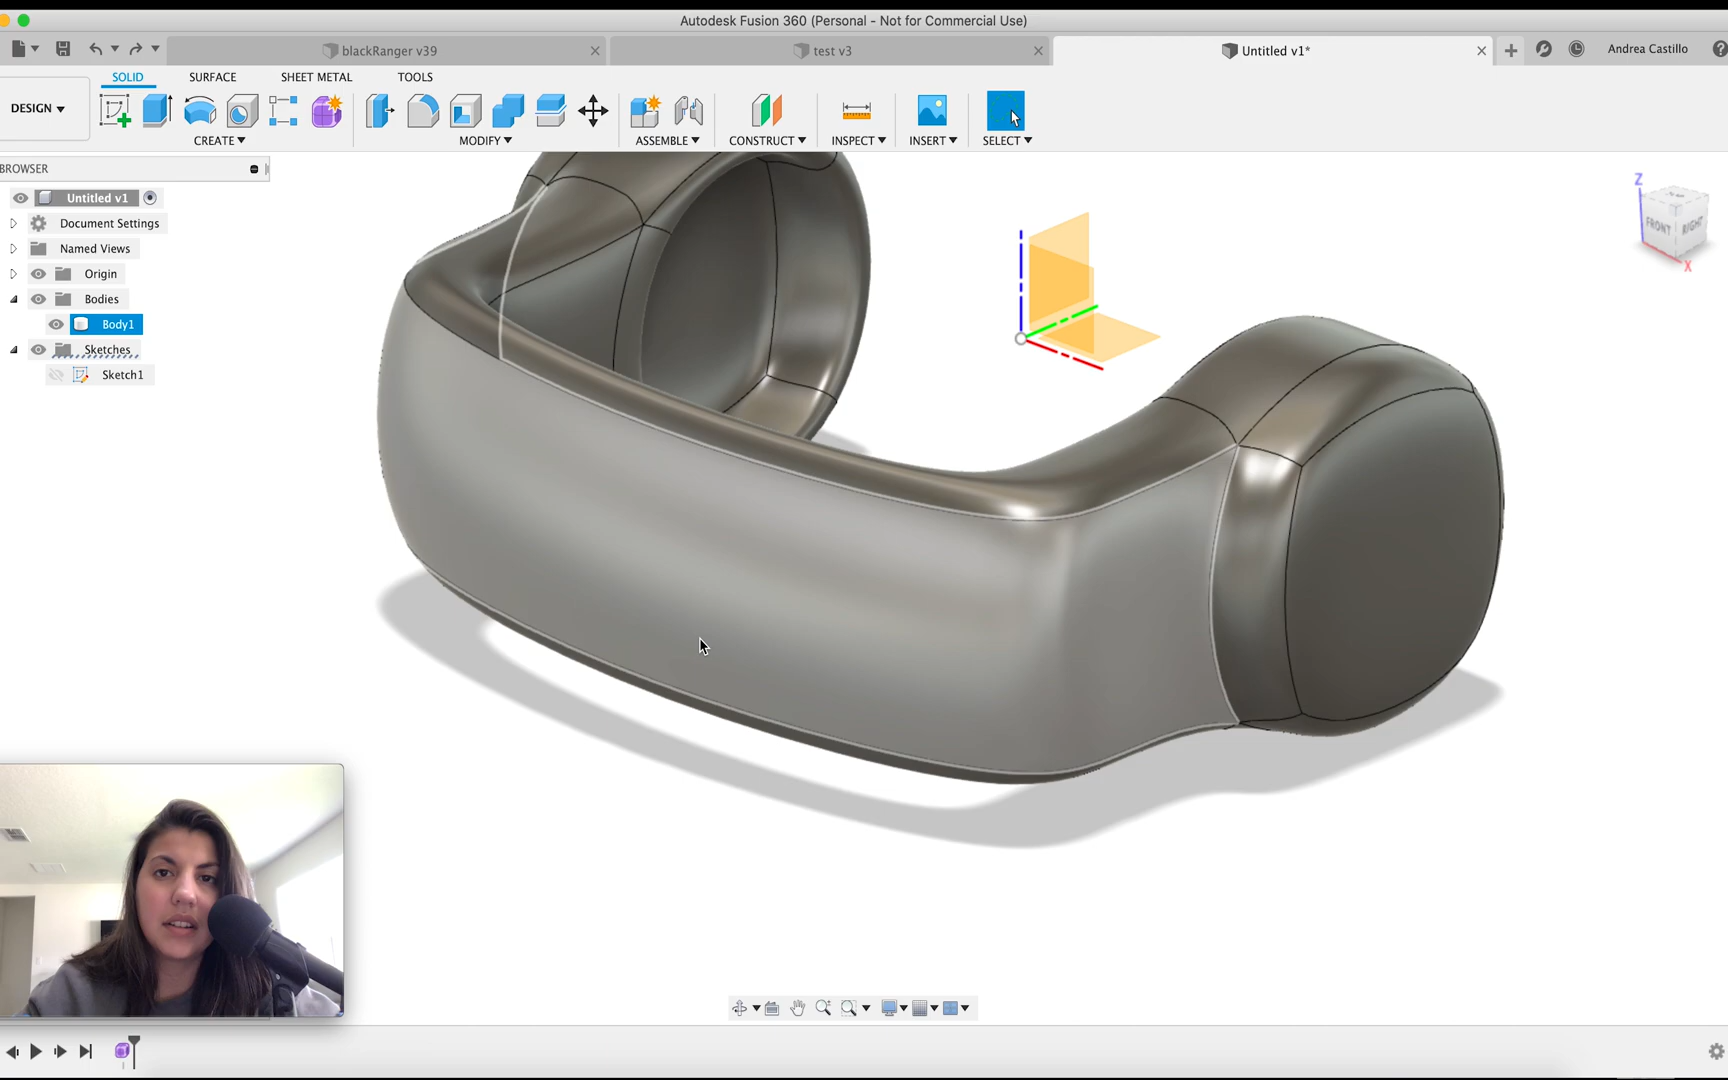 Autodesk Fusion 360 (Personal - Not for Commercial Use)
blackRanger v39
test v3
Untitled v1*
Andrea Castillo
SOLID
SURFACE
SHEET METAL
TOOLS
DESIGN
CREATE
MODIFY
ASSEMBLE
CONSTRUCT
INSPECT
INSERT
SELECT
BROWSER
Untitled v1
Document Settings
Named Views
Origin
Bodies
Body1
Sketches
Sketch1
Z
FRONT
RIGHT
X